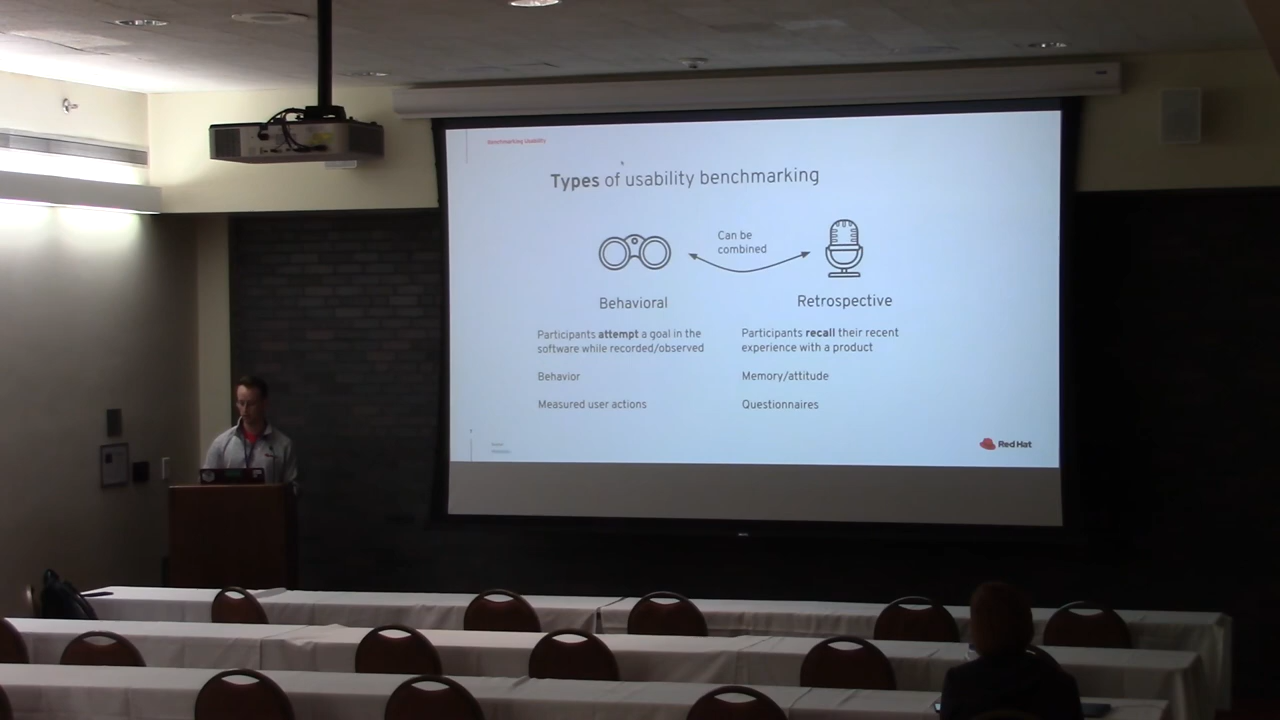 Benchmarking Usability
Types of usability benchmarking
Can be
combined
Behavioral
Retrospective
Participants attempt a goal in the
software while recorded/observed
Participants recall their recent
experience with a product
Behavior
Memory/attitude
Measured user actions
Questionnaires
Red Hat